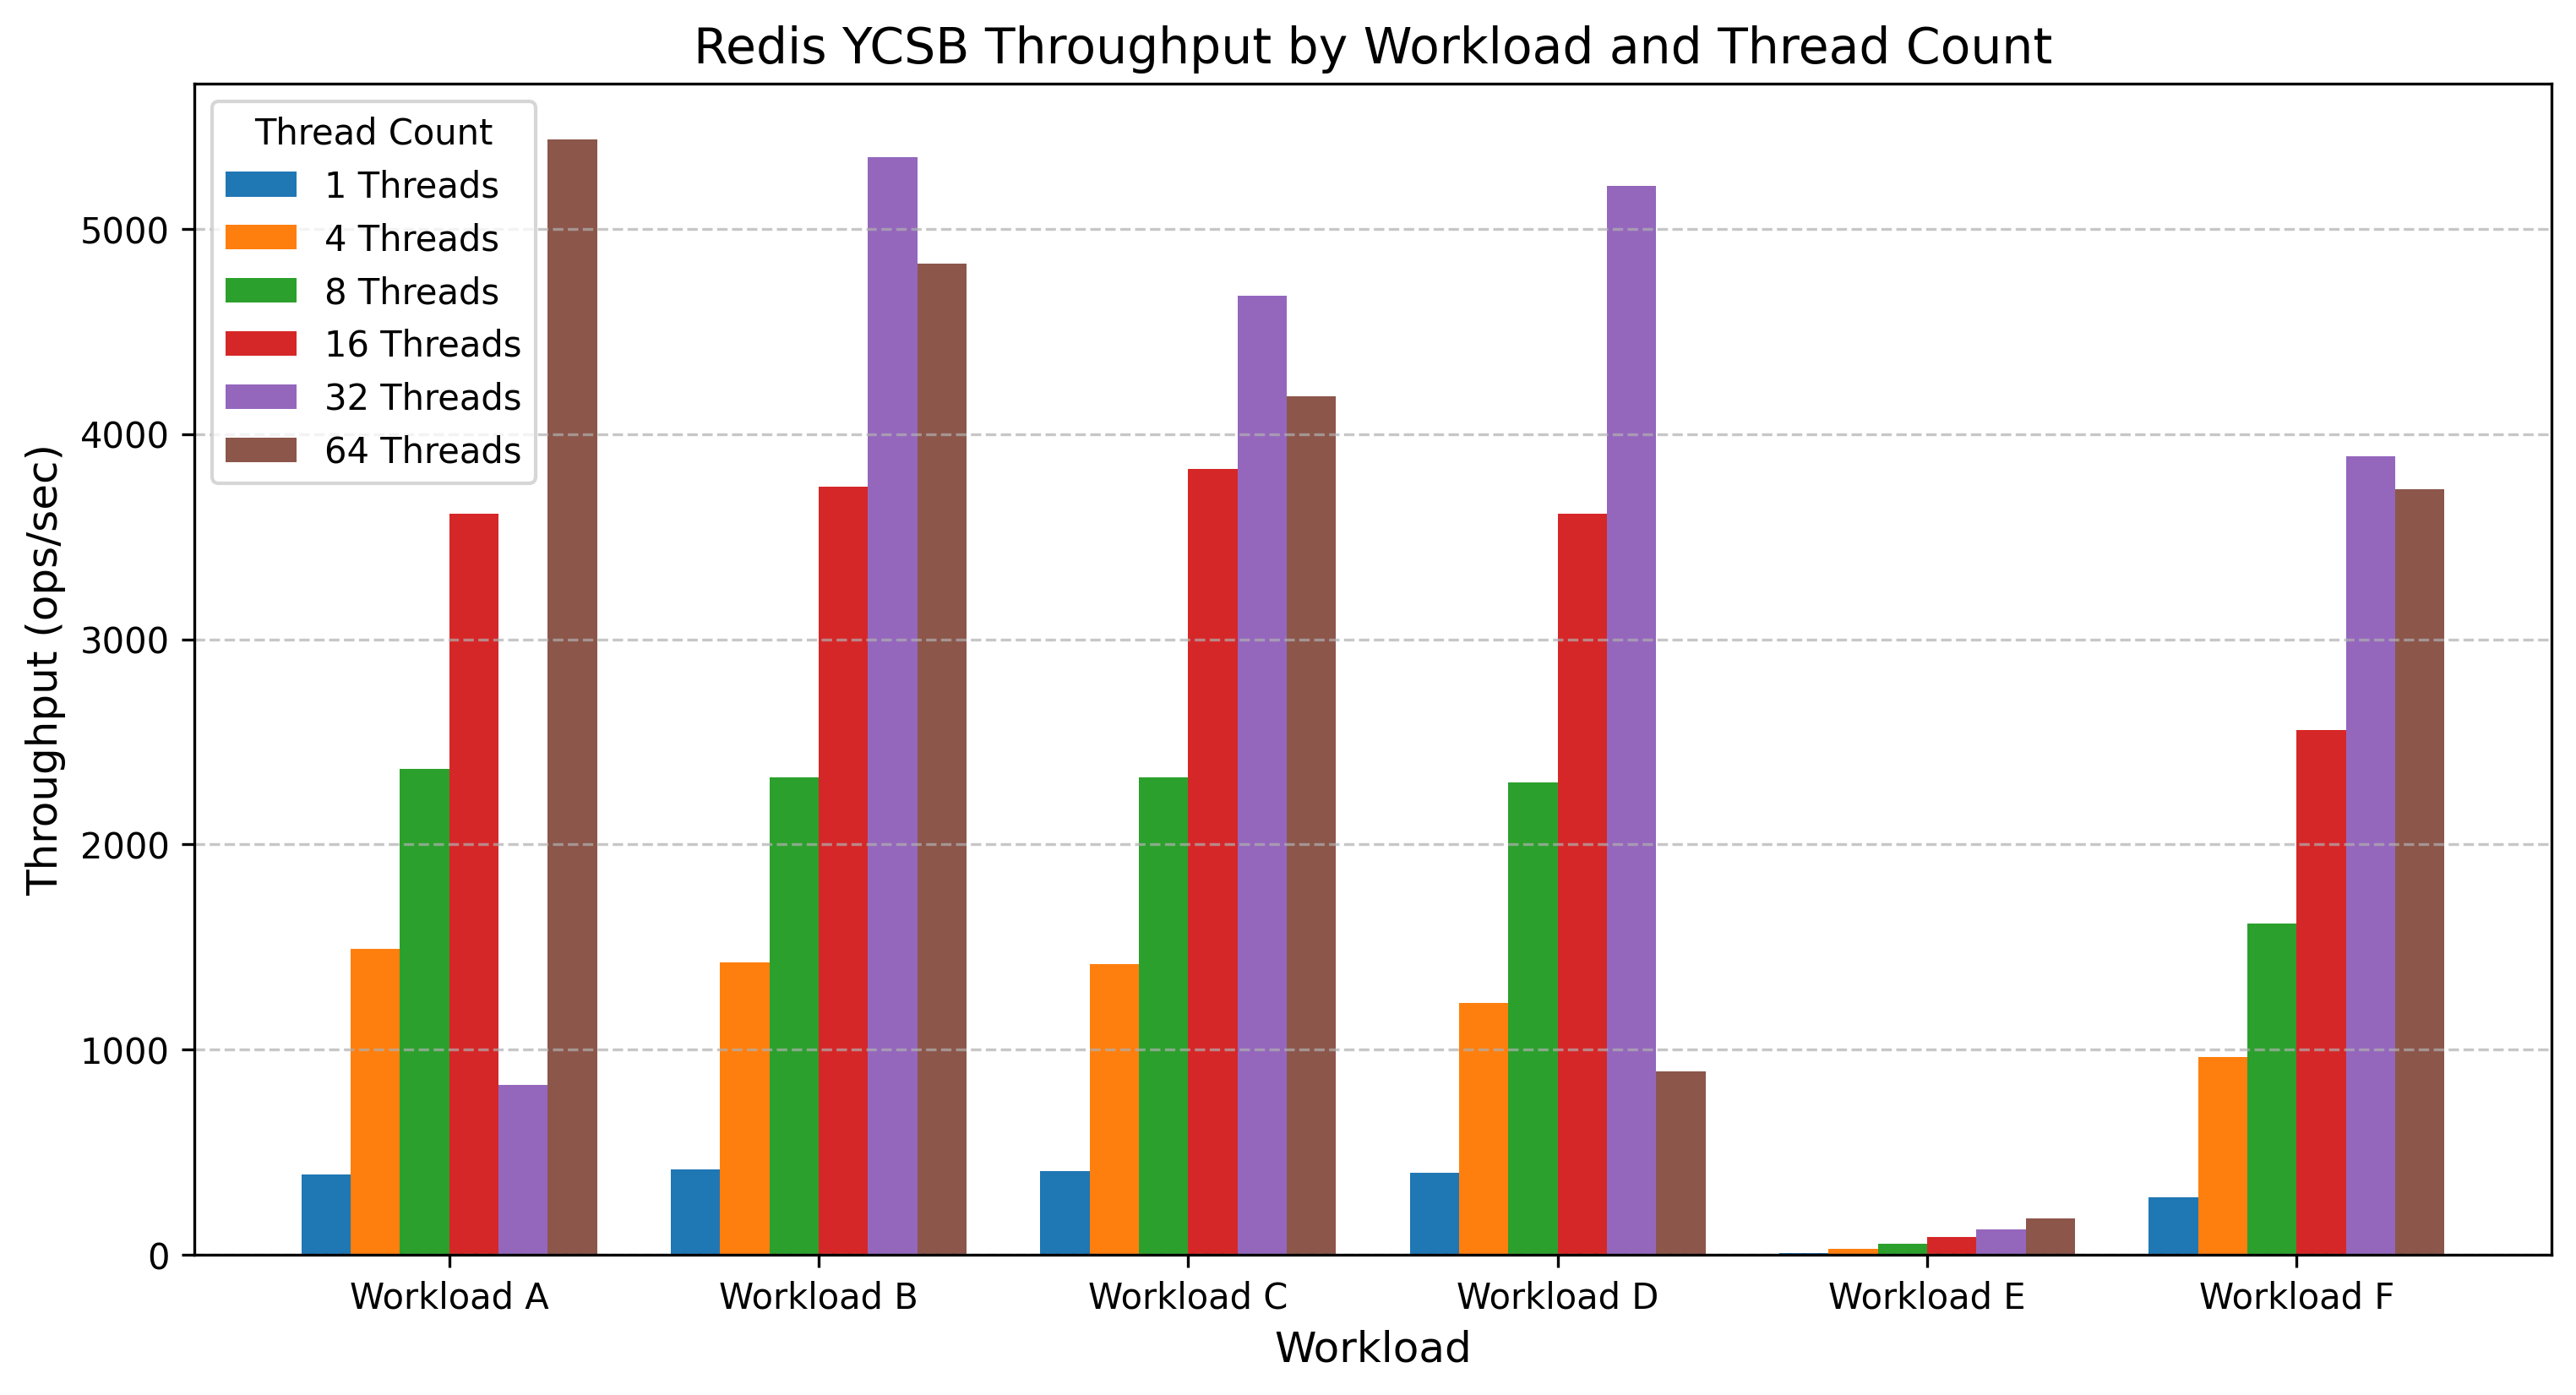 Redis YCSB Throughput by Workload and Thread Count
Thread Count
1 Threads
4 Threads
8 Threads
16 Threads
32 Threads
64 Threads
Throughput (ops/sec)
5000
4000
3000
2000
1000
0
Workload A
Workload B
Workload C
Workload D
Workload E
Workload F
Workload